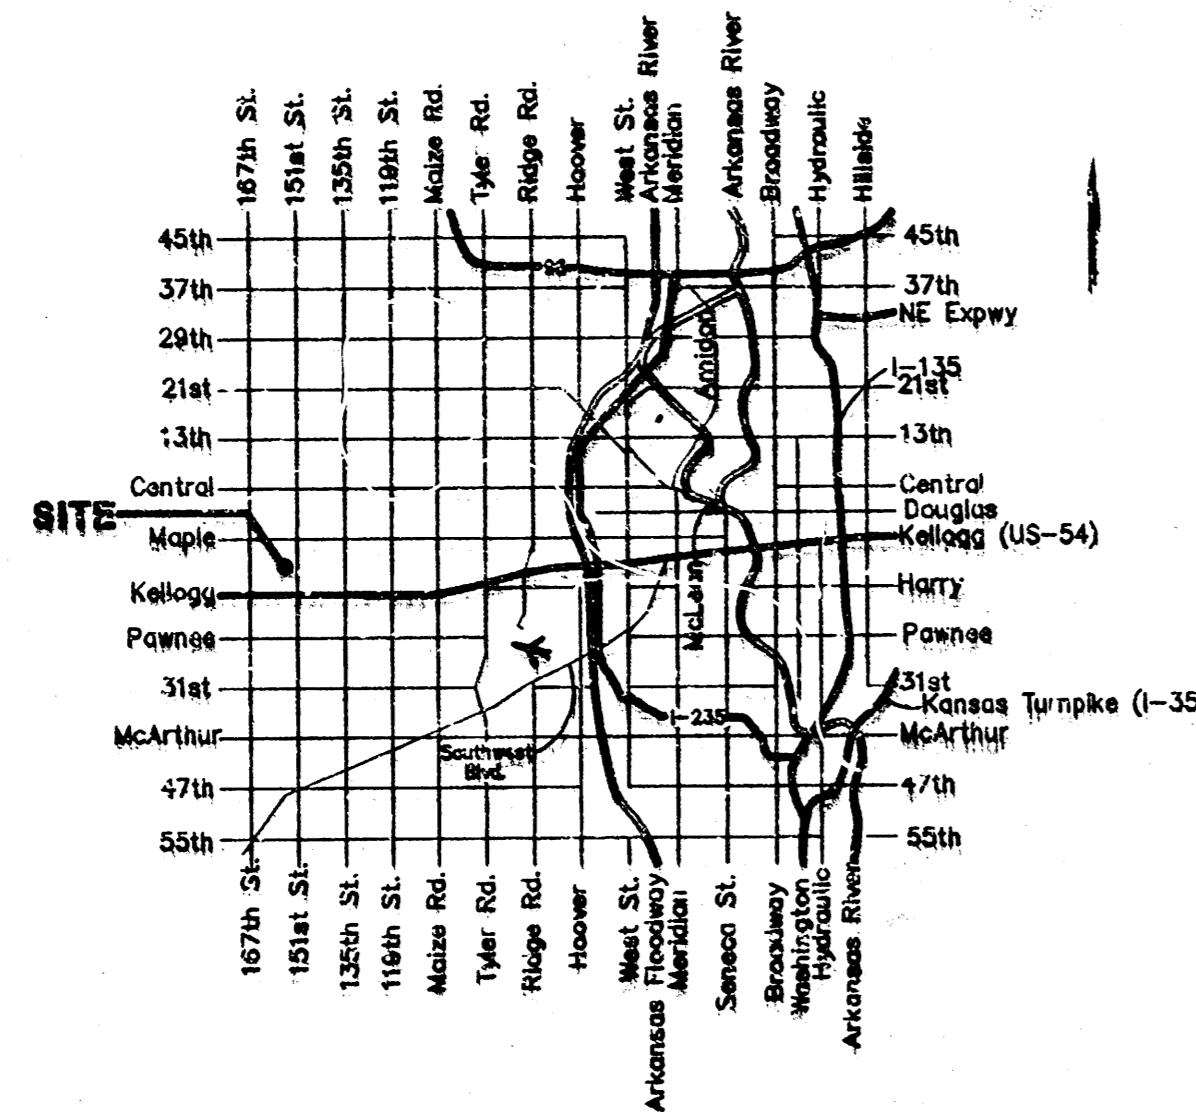 167th St.
151st St.
135th St.
119th St.
Maize Rd.
Tyler Rd.
Ridge Rd.
Hoover
West St.
Arkansas River
Meridian
Arkansas River
Broadway
Hydraulic
Hillside
45th
45th
37th
37th
NE Expwy
29th
Amidon
I-135
21st
21st
13th
13th
Central
Central
SITE
Douglas
Maple
Kellogg (US-54)
Kellogg
Harry
McLean
Pawnee
Pawnee
31st
31st
Kansas Turnpike (I-35
I-235
McArthur
McArthur
Southwest
Blvd.
47th
47th
55th
55th
167th St.
151st St.
135th St.
119th St.
Maize Rd.
Tyler Rd.
Ridge Rd.
Hoover
West St.
Arkansas Floodway
Meridian
Seneca St.
Broadway
Washington
Hydraulic
Arkansas River